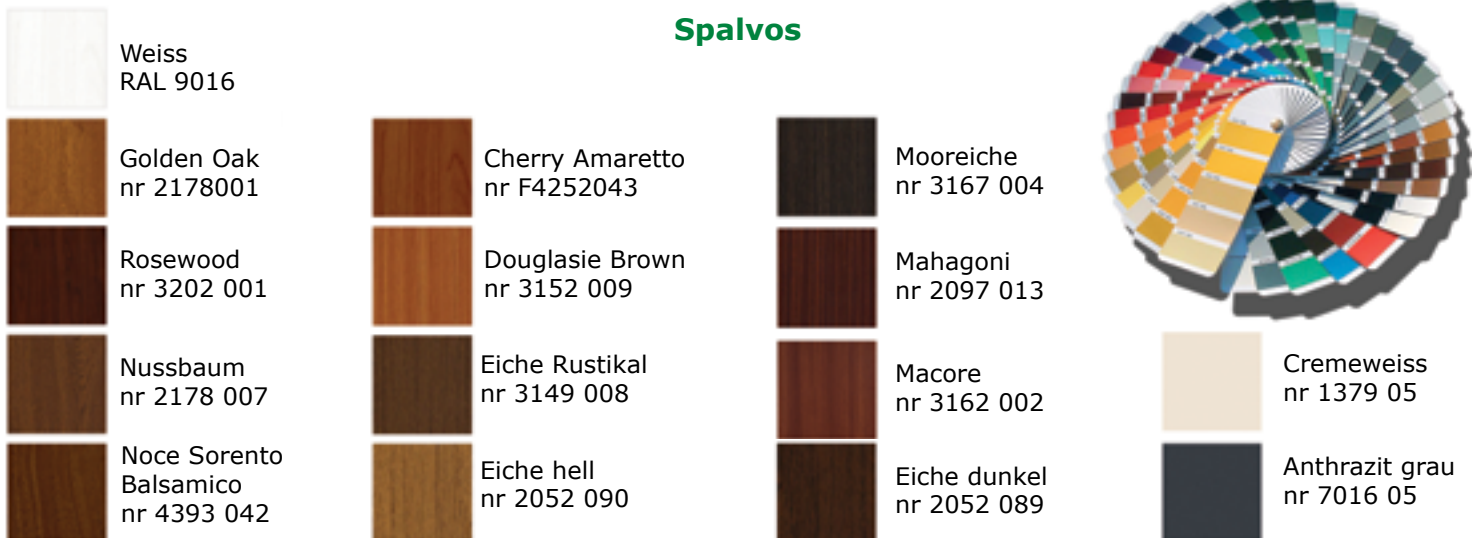 Spalvos
Weiss
RAL 9016
Golden Oak
nr 2178001
Rosewood
nr 3202 001
Nussbaum
nr 2178 007
Noce Sorento
Balsamico
nr 4393 042
Cherry Amaretto
nr F4252043
Douglasie Brown
nr 3152 009
Eiche Rustikal
nr 3149 008
Eiche hell
nr 2052 090
Mooreiche
nr 3167 004
Mahagoni
nr 2097 013
Macore
nr 3162 002
Eiche dunkel
nr 2052 089
Cremeweiss
nr 1379 05
Anthrazit grau
nr 7016 05